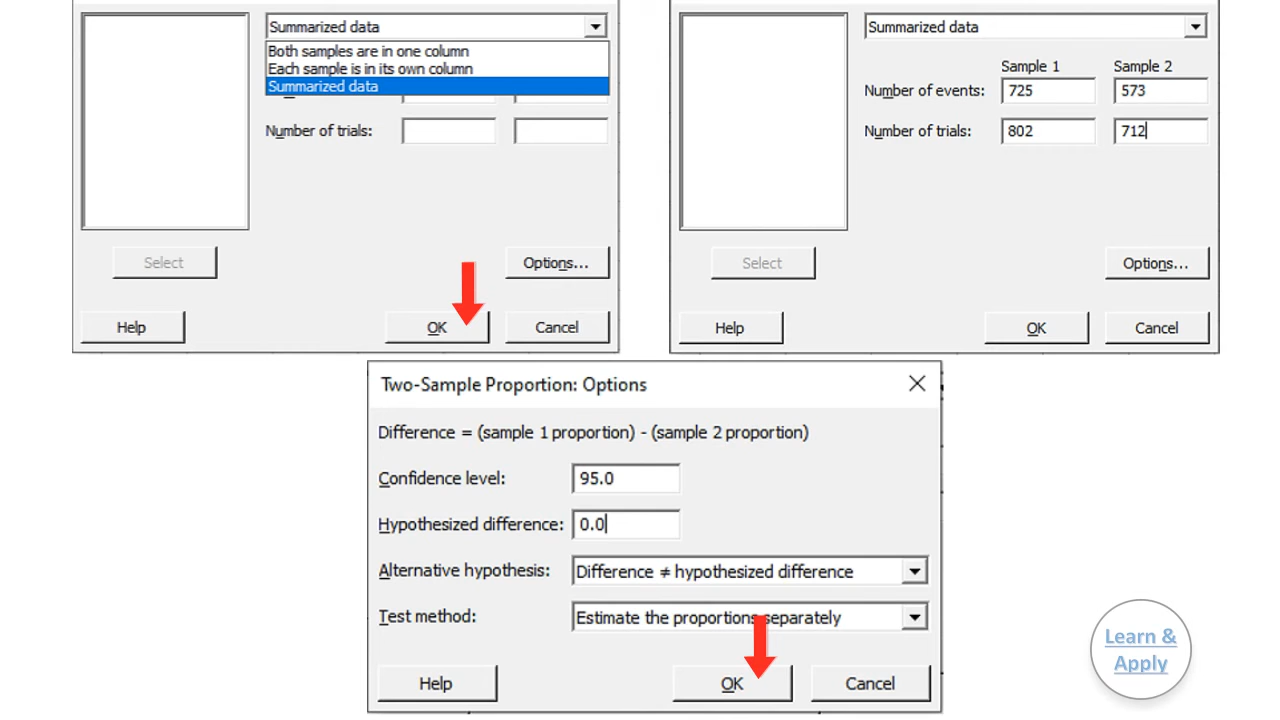 Summarized data
Both samples are in one column
Each sample is in its own column
Summarized data
Number of trials:
Select
Options...
Help
OK
Cancel
Summarized data
Sample 1
Sample 2
Number of events:
725
573
Number of trials:
802
712
Select
Options...
Help
OK
Cancel
Two-Sample Proportion: Options
Difference = (sample 1 proportion) - (sample 2 proportion)
Confidence level:
95.0
Hypothesized difference:
0.0
Alternative hypothesis:
Difference ≠ hypothesized difference
Test method:
Estimate the proportions separately
Help
OK
Cancel
Learn &
Apply